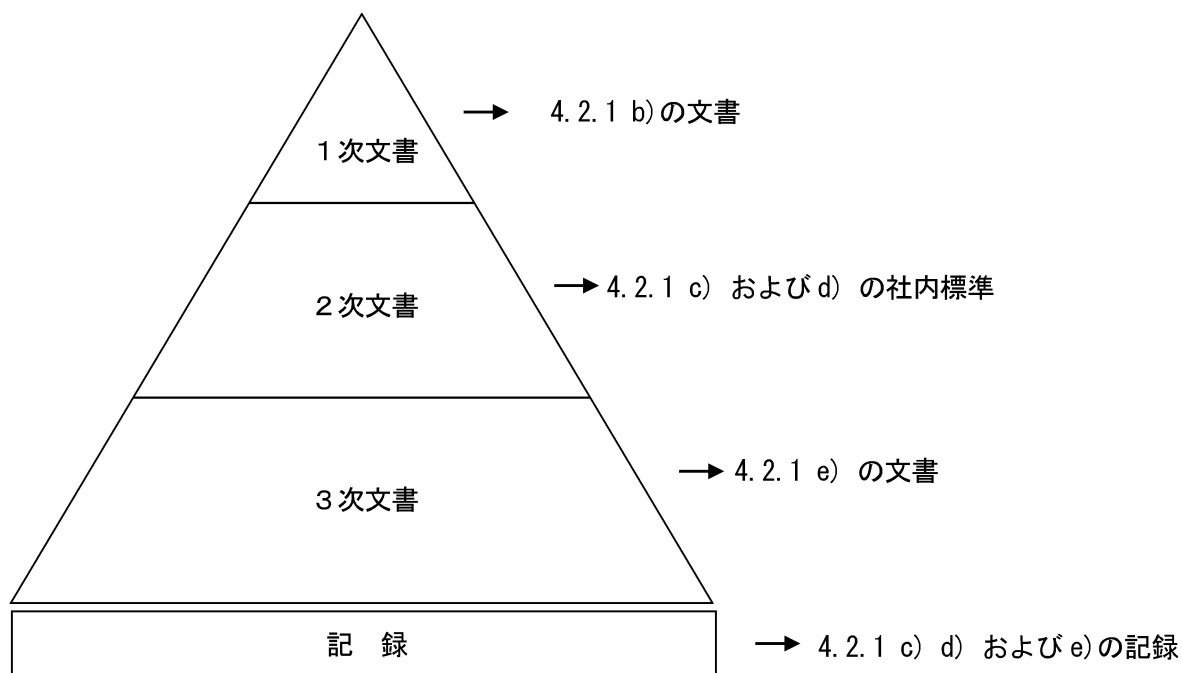 4.2.1 b)の文書
１次文書
4.2.1 c) およびd) の社内標準
２次文書
4.2.1 e) の文書
３次文書
記　録
4.2.1 c) d) およびe)の記録